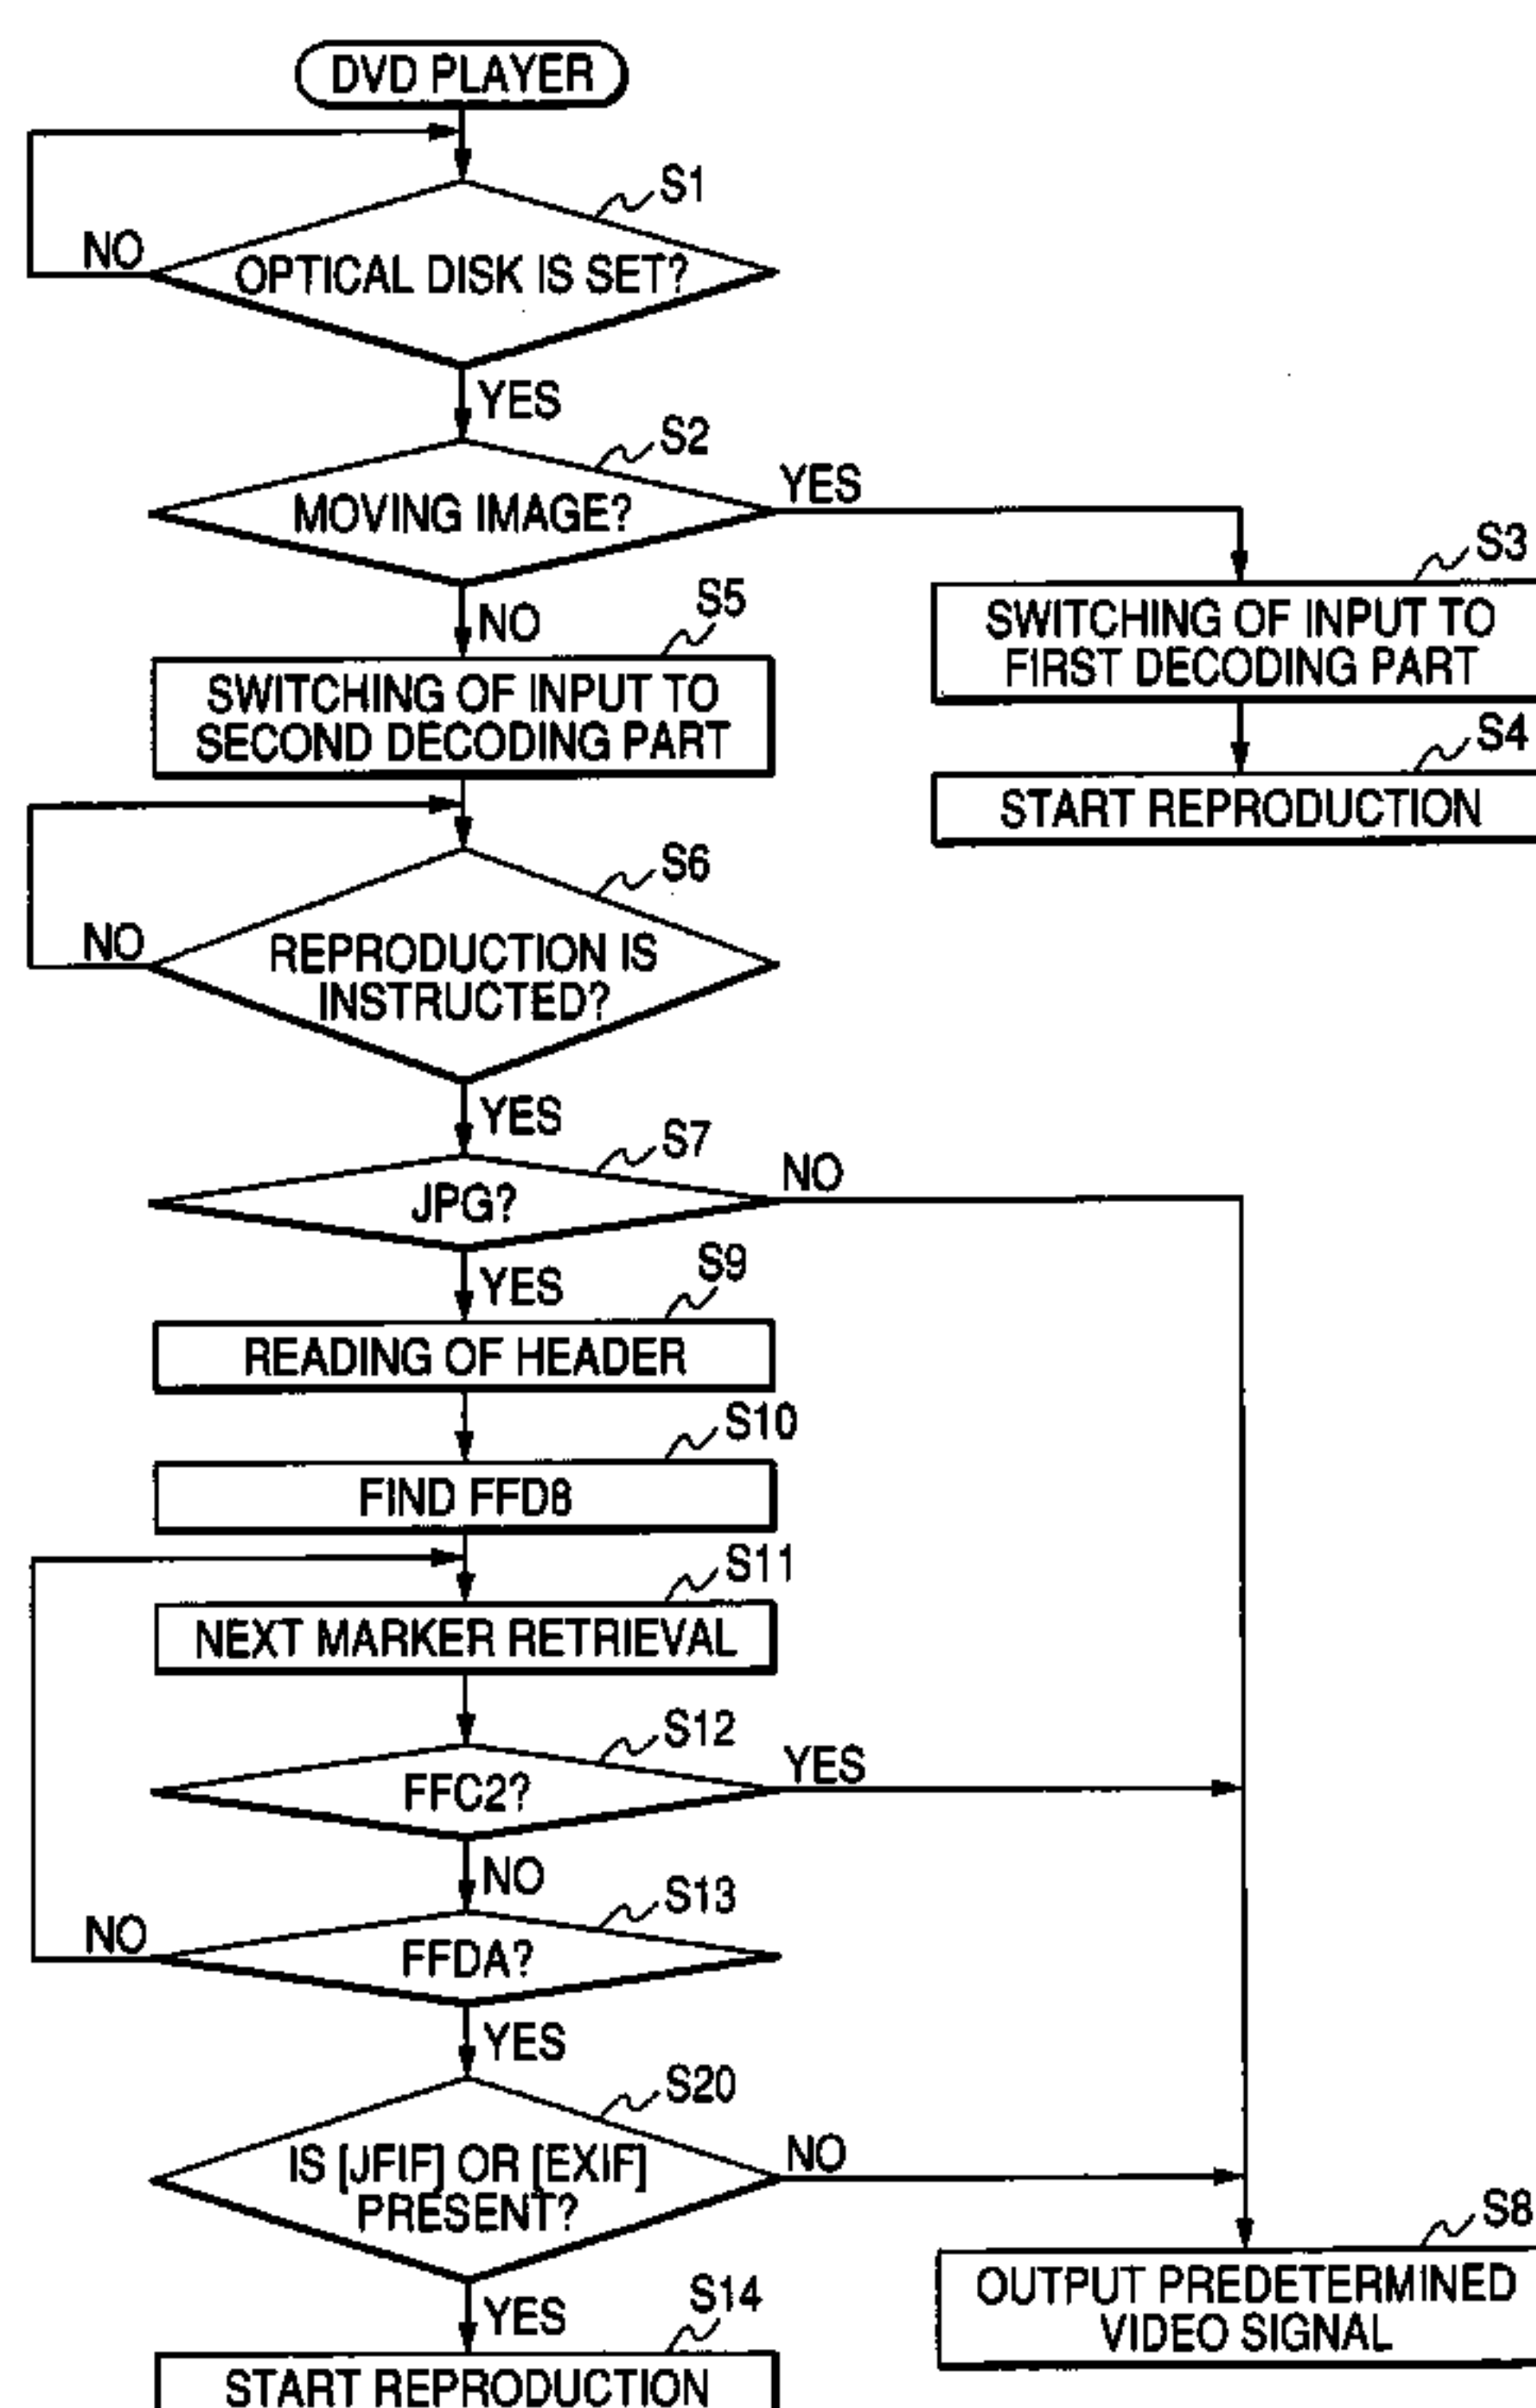 DVD PLAYER
S1
NO
OPTICAL DISK IS SET?
YES
S2
MOVING IMAGE?
YES
NO
S3
SWITCHING OF INPUT TO
FIRST DECODING PART
S4
START REPRODUCTION
S5
SWITCHING OF INPUT TO
SECOND DECODING PART
S6
NO
REPRODUCTION IS
INSTRUCTED?
YES
S7
JPG?
NO
YES
S9
READING OF HEADER
S10
FIND FFD8
S11
NEXT MARKER RETRIEVAL
S12
FFC2?
YES
NO
S13
NO
FFDA?
YES
S20
IS [JFIF] OR [EXIF]
PRESENT?
NO
YES
S8
OUTPUT PREDETERMINED
VIDEO SIGNAL
S14
START REPRODUCTION